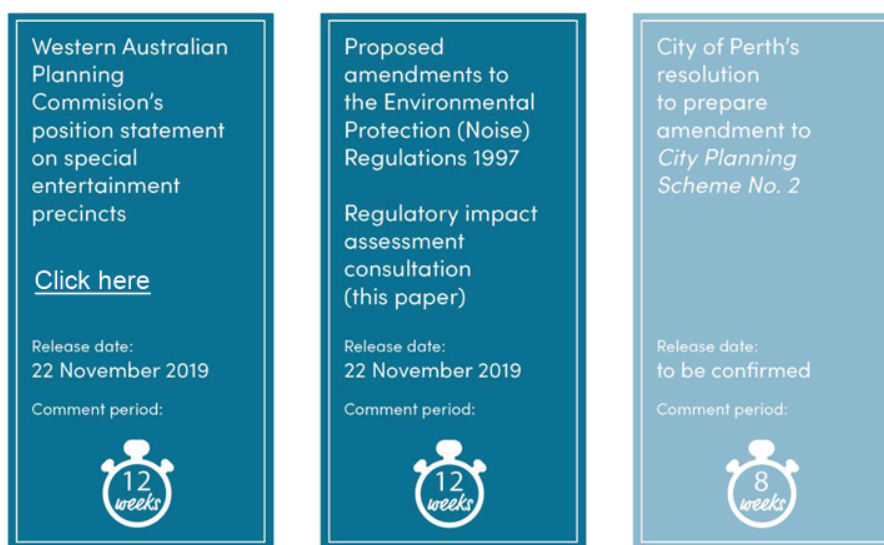 Western Australian
Planning
Commision's
position statement
on special
entertainment
precincts
Click here
Release date:
22 November 2019
Comment period:
12
weeks
Proposed
amendments to
the Environmental
Protection (Noise)
Regulations 1997
Regulatory impact
assessment
consultation
(this paper)
Release date:
22 November 2019
Comment period:
12
weeks
City of Perth's
resolution
to prepare
amendment to
City Planning
Scheme No. 2
Release date:
to be confirmed
Comment period:
8
weeks